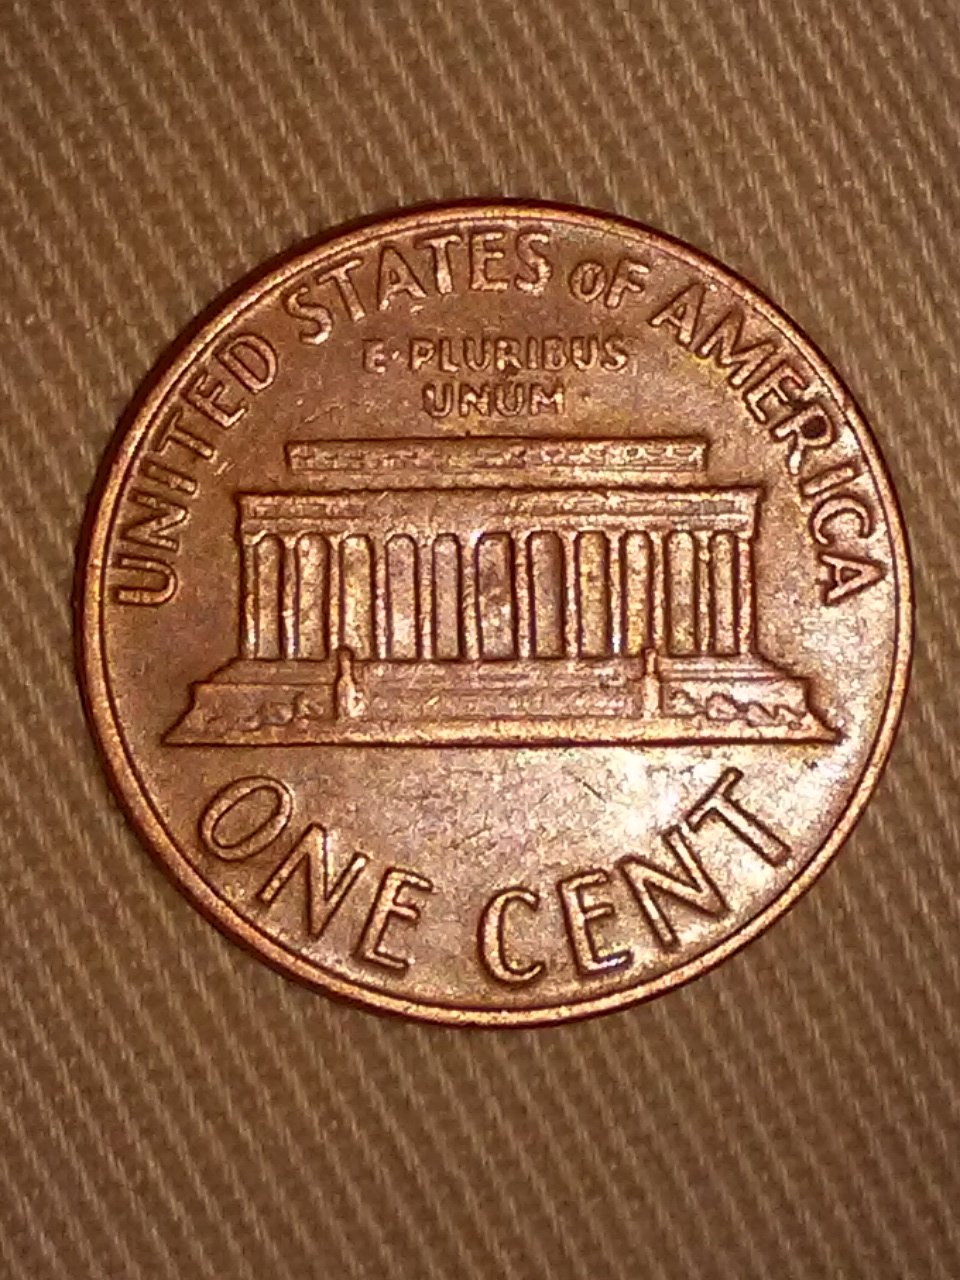 UNITED STATES OF AMERICA
E·PLURIBUS
UNUM
ONE CENT